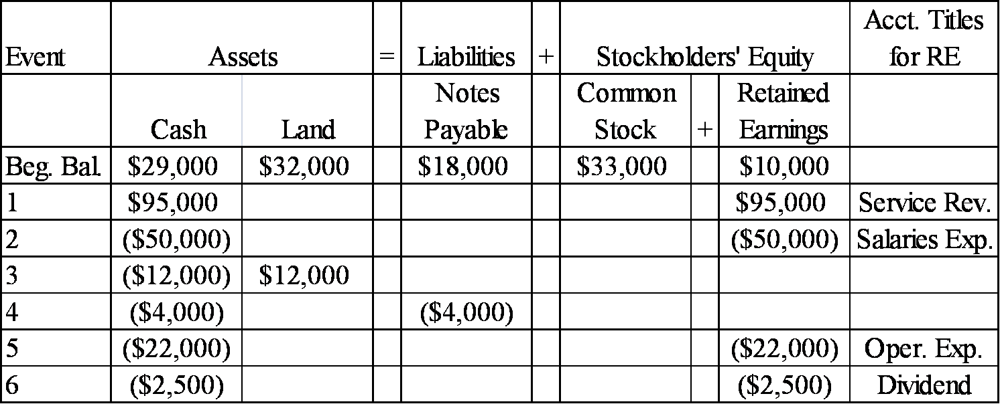 Event Assets = Liabilities + Stockholders' Equity Acct. Titles for RE
Cash Land Notes Payable Common Stock + Retained Earnings
Beg. Bal. $29,000 $32,000 $18,000 $33,000 $10,000
1 $95,000 $95,000 Service Rev.
2 ($50,000) ($50,000) Salaries Exp.
3 ($12,000) $12,000
4 ($4,000) ($4,000)
5 ($22,000) ($22,000) Oper. Exp.
6 ($2,500) ($2,500) Dividend